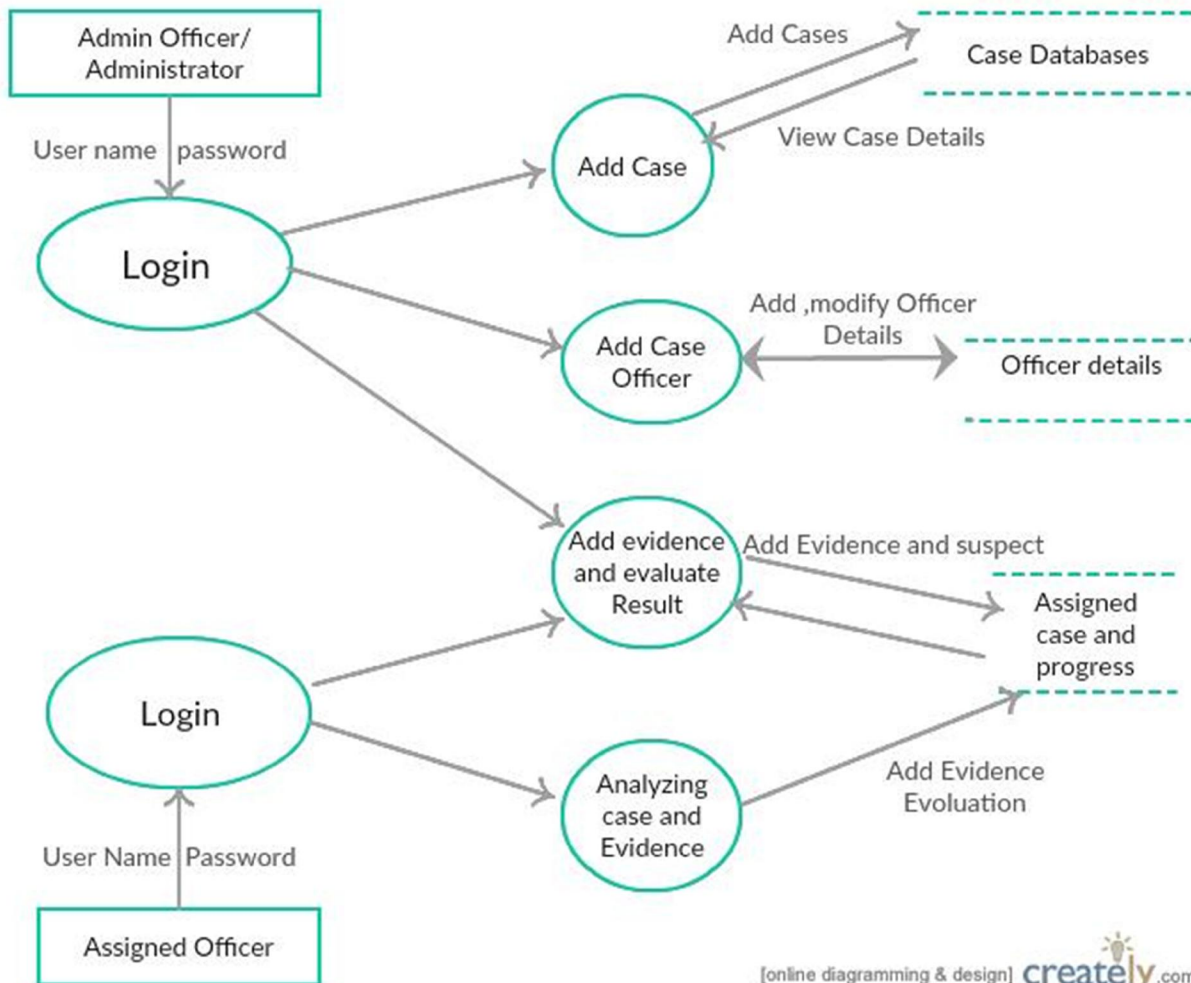 Admin Officer/
Administrator
User name password
Login
Add Cases
Case Databases
View Case Details
Add Case
Add ,modify Officer
Details
Add Case
Officer
Officer details
Add evidence
and evaluate
Result
Add Evidence and suspect
Assigned
case and
progress
Login
Analyzing
case and
Evidence
Add Evidence
Evoluation
User Name Password
Assigned Officer
[online diagramming & design] creately.com